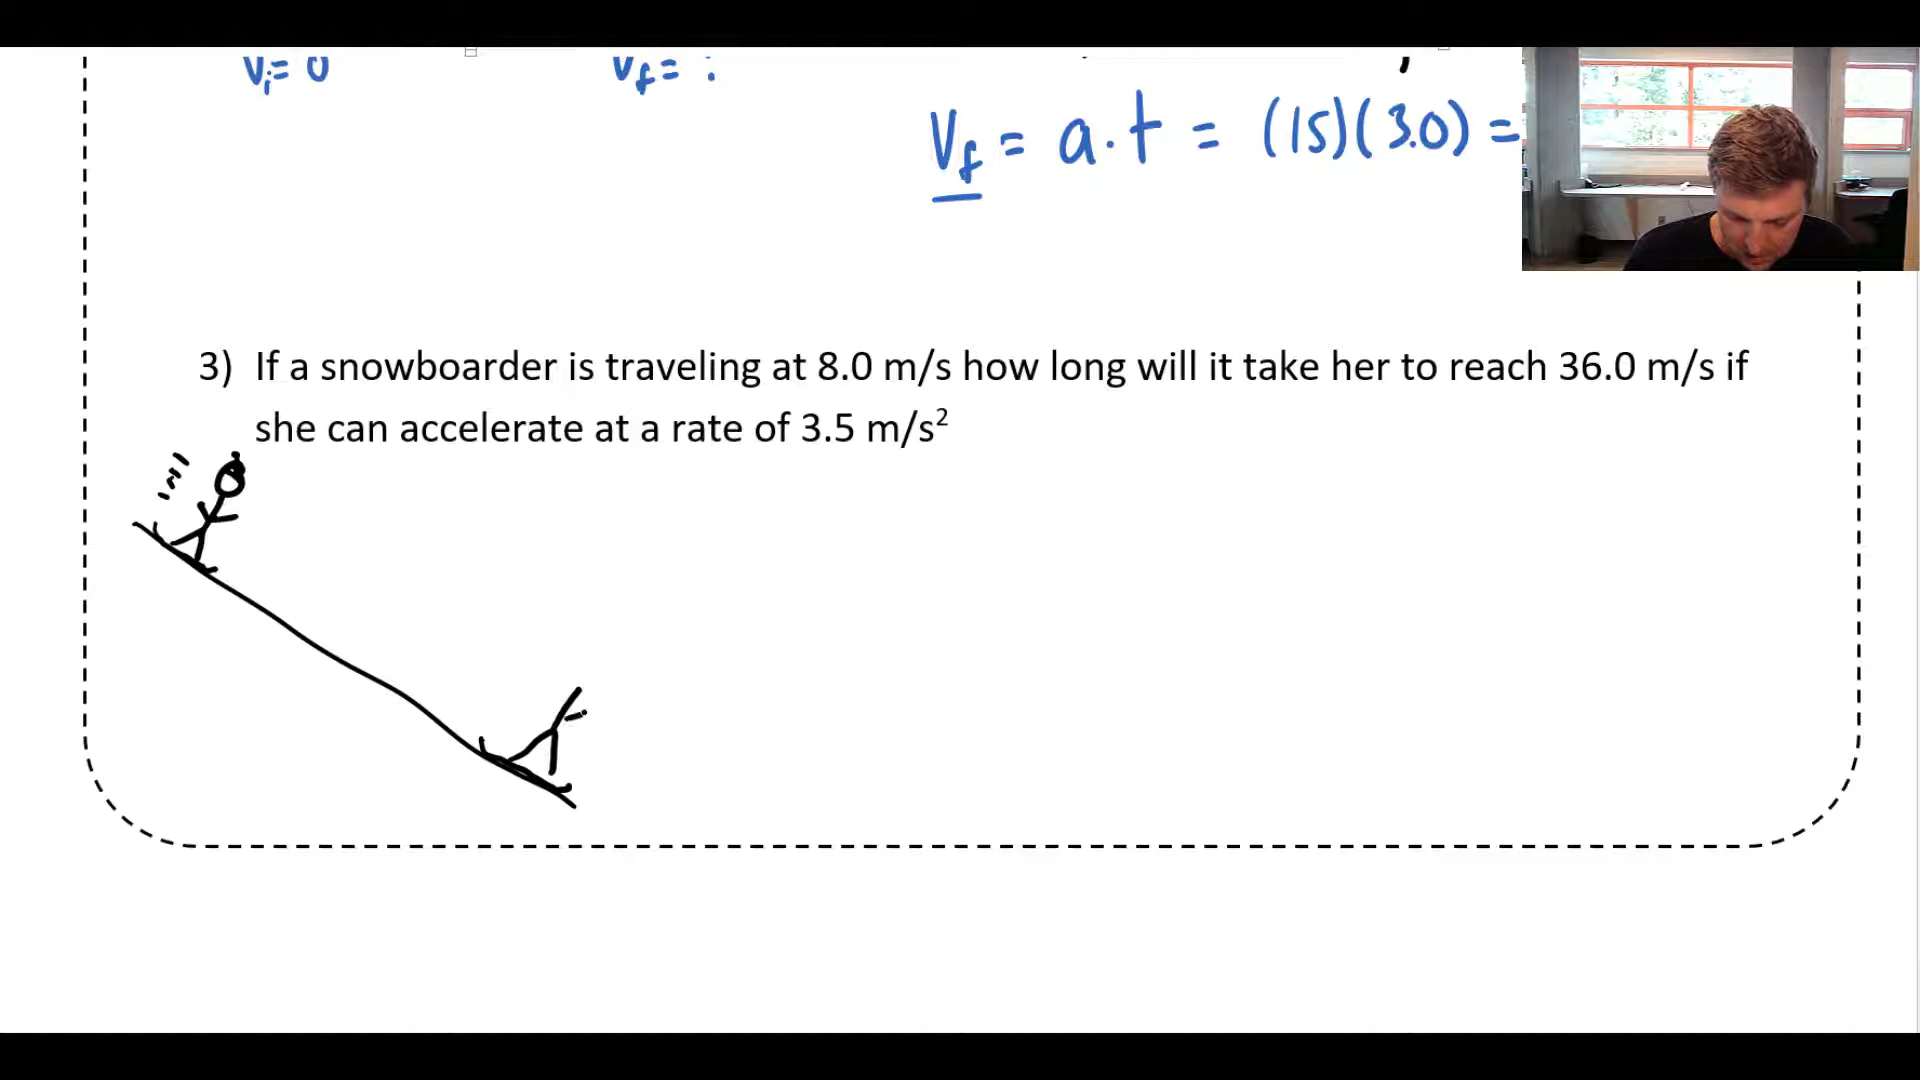 Vi= 0 Vf= ?
Vf = a·t = (15)(3.0) =
3) If a snowboarder is traveling at 8.0 m/s how long will it take her to reach 36.0 m/s if
she can accelerate at a rate of 3.5 m/s²